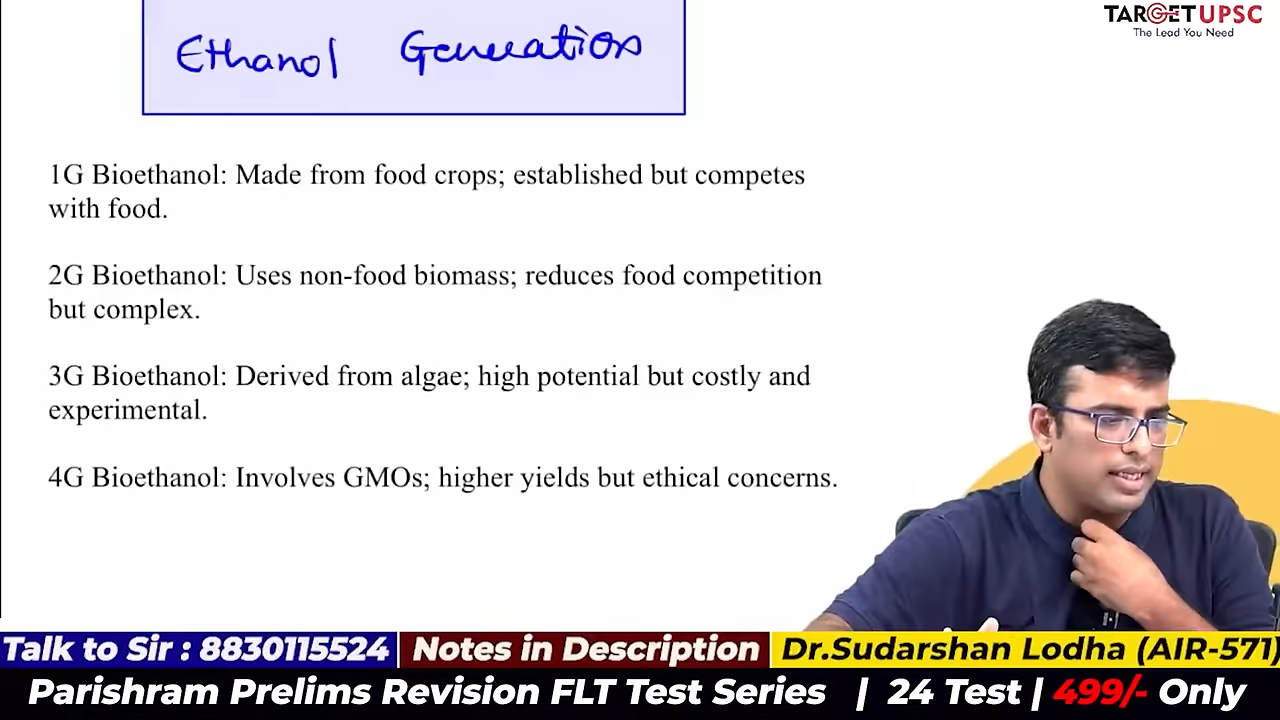 TARGET UPSC
The Lead You Need
Ethanol Generation
1G Bioethanol: Made from food crops; established but competes
with food.
2G Bioethanol: Uses non-food biomass; reduces food competition
but complex.
3G Bioethanol: Derived from algae; high potential but costly and
experimental.
4G Bioethanol: Involves GMOs; higher yields but ethical concerns.
Talk to Sir : 8830115524
Notes in Description
Dr.Sudarshan Lodha (AIR-571)
Parishram Prelims Revision FLT Test Series | 24 Test | 499/- Only